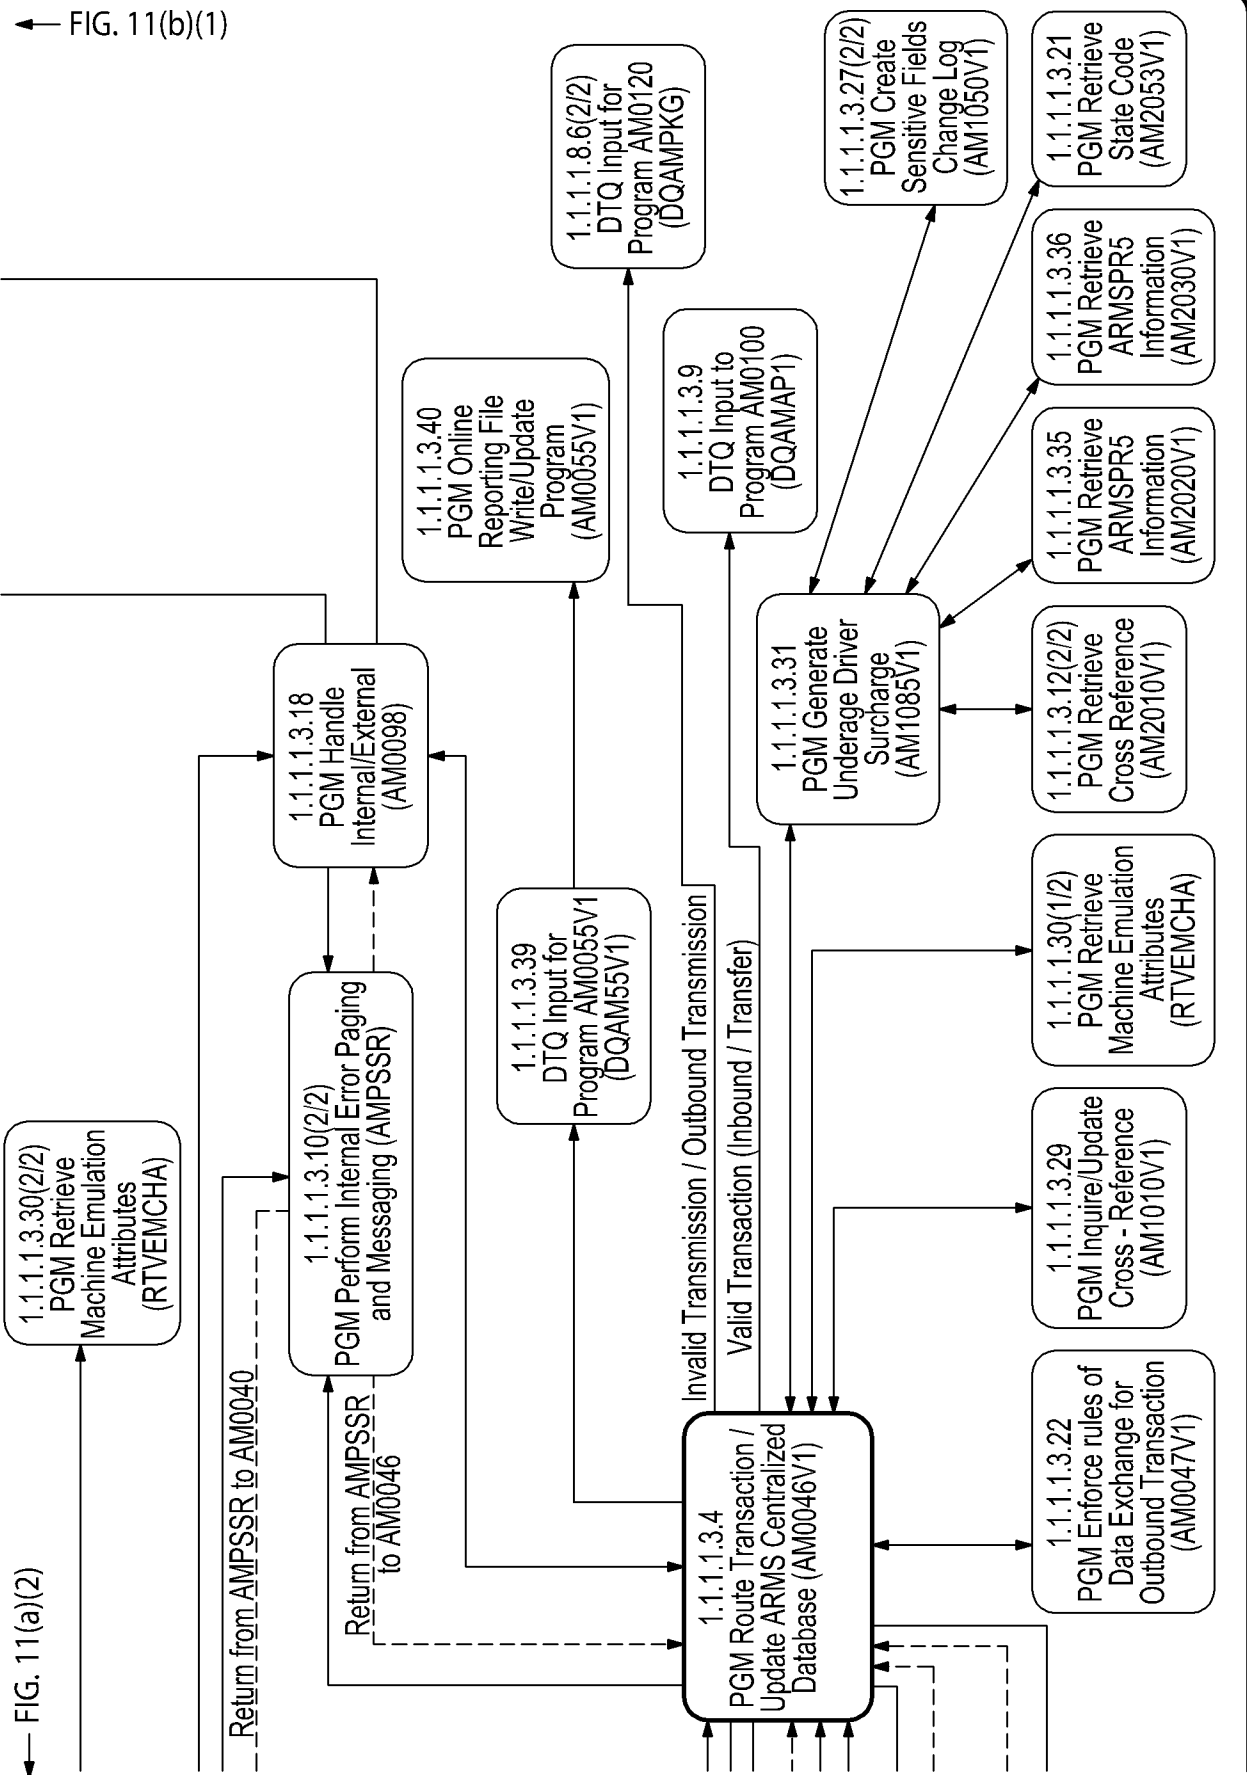 FIG. 11(b)(1)
FIG. 11(a)(2)
1.1.1.1.3.30(2/2)
PGM Retrieve
Machine Emulation
Attributes
(RTVEMCHA)
Return from AMPSSR to AM0040
1.1.1.1.3.10(2/2)
PGM Perform Internal Error Paging
and Messaging (AMPSSR)
Return from AMPSSR
to AM0046
1.1.1.1.3.18
PGM Handle
Internal/External
(AM0098)
1.1.1.1.3.40
PGM Online
Reporting File
Write/Update
Program
(AM0055V1)
1.1.1.1.3.39
DTQ Input for
Program AM0055V1
(DQAM55V1)
1.1.1.1.8.6(2/2)
DTQ Input for
Program AM0120
(DQAMPKG)
1.1.1.1.3.9
DTQ Input to
Program AM0100
(DQAMAP1)
Invalid Transmission / Outbound Transmission
Valid Transaction (Inbound / Transfer)
1.1.1.1.3.4
PGM Route Transaction /
Update ARMS Centralized
Database (AM0046V1)
1.1.1.1.3.31
PGM Generate
Underage Driver
Surcharge
(AM1085V1)
1.1.1.1.3.27(2/2)
PGM Create
Sensitive Fields
Change Log
(AM1050V1)
1.1.1.1.3.21
PGM Retrieve
State Code
(AM2053V1)
1.1.1.1.3.36
PGM Retrieve
ARMSPR5
Information
(AM2030V1)
1.1.1.1.3.35
PGM Retrieve
ARMSPR5
Information
(AM2020V1)
1.1.1.1.3.12(2/2)
PGM Retrieve
Cross Reference
(AM2010V1)
1.1.1.1.30(1/2)
PGM Retrieve
Machine Emulation
Attributes
(RTVEMCHA)
1.1.1.1.3.29
PGM Inquire/Update
Cross - Reference
(AM1010V1)
1.1.1.1.3.22
PGM Enforce rules of
Data Exchange for
Outbound Transaction
(AM0047V1)